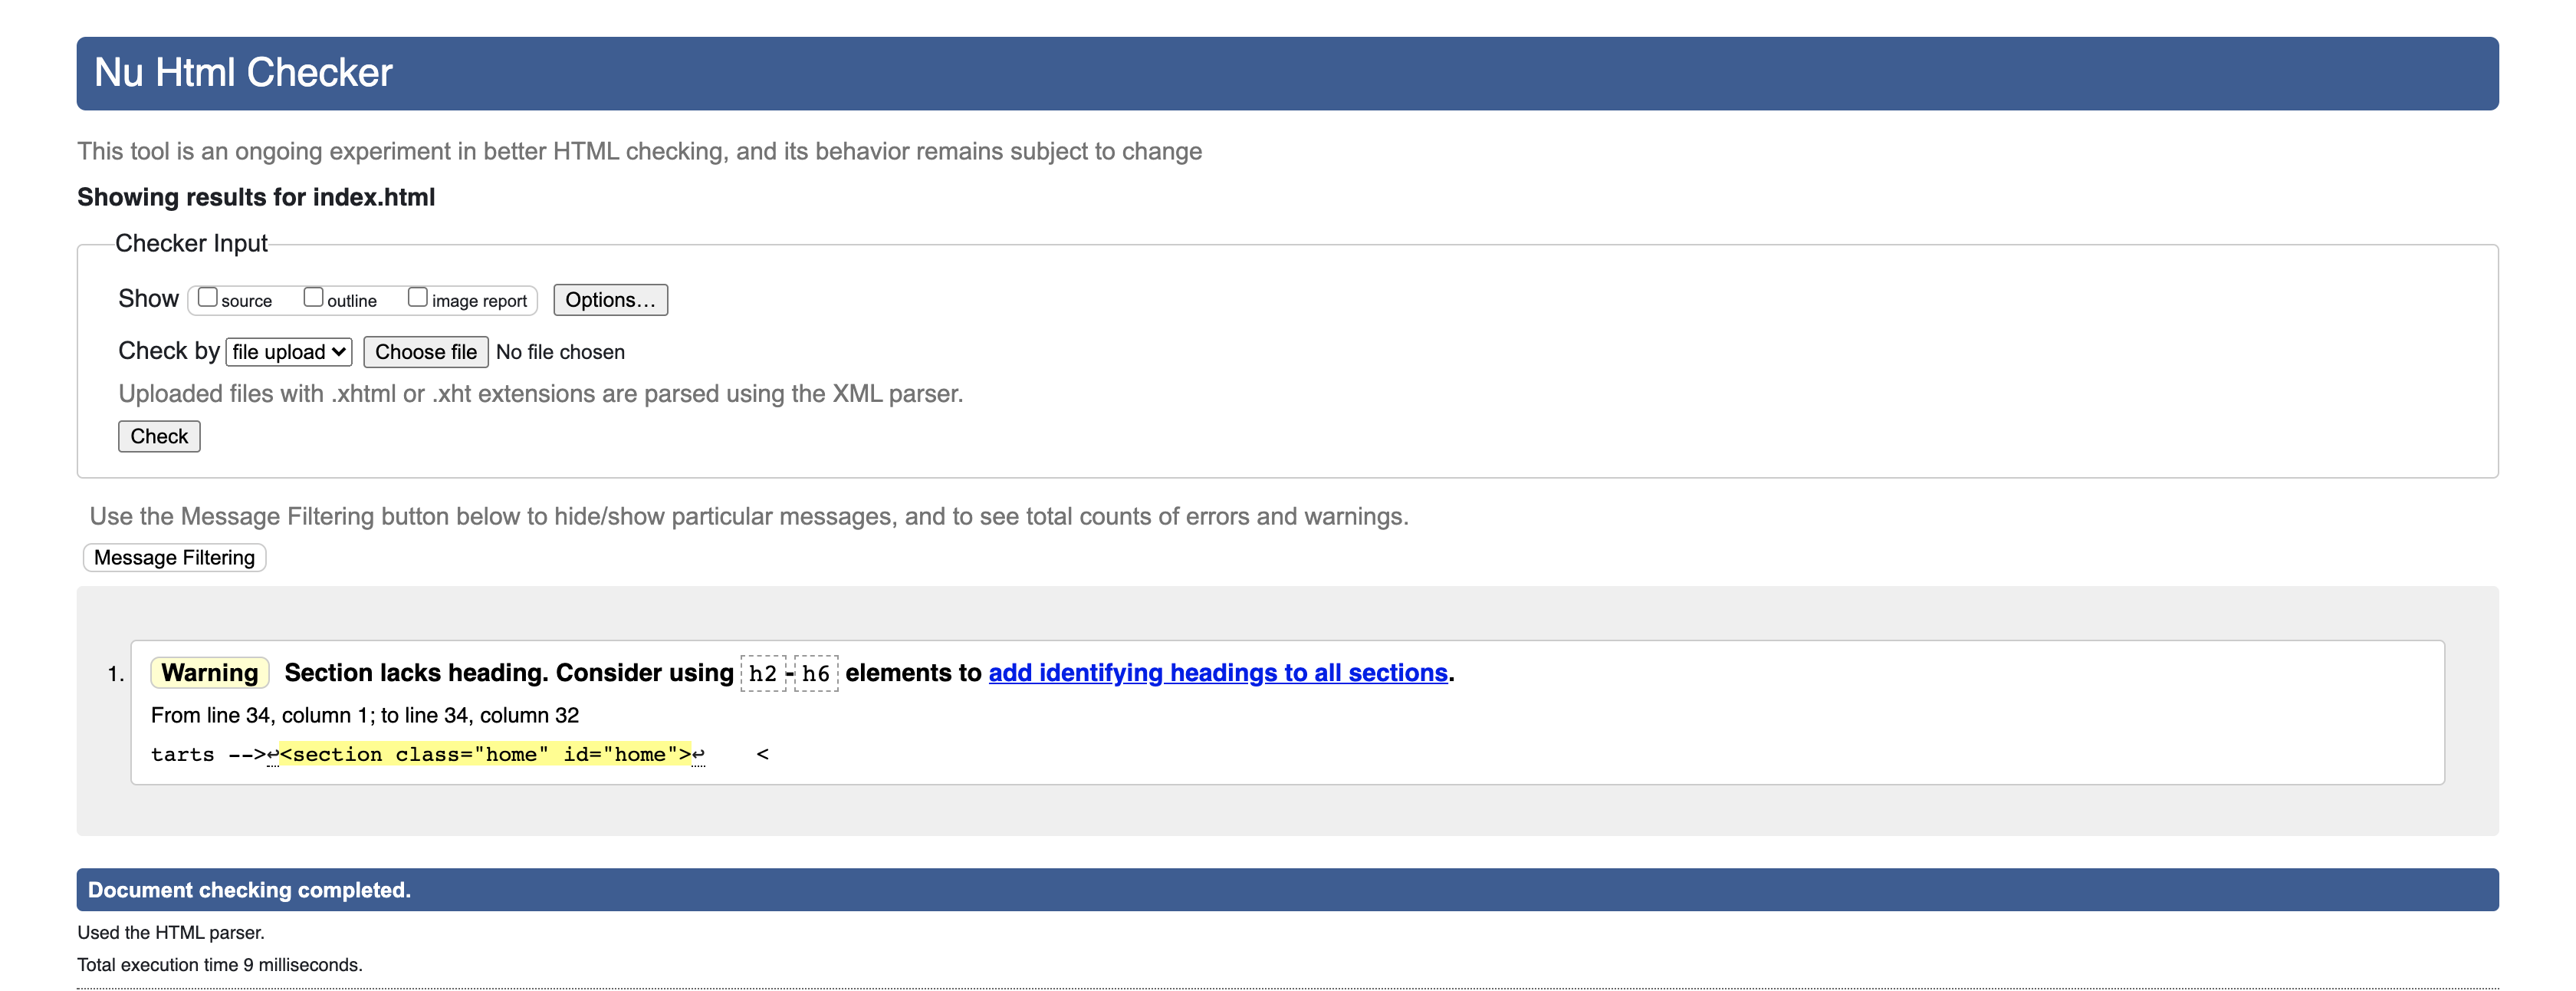 Nu Html Checker
This tool is an ongoing experiment in better HTML checking, and its behavior remains subject to change
Showing results for index.html
Checker Input
Show source outline image report Options...
Check by file upload Choose file No file chosen
Uploaded files with .xhtml or .xht extensions are parsed using the XML parser.
Check
Use the Message Filtering button below to hide/show particular messages, and to see total counts of errors and warnings.
Message Filtering
1. Warning Section lacks heading. Consider using h2-h6 elements to add identifying headings to all sections.
From line 34, column 1; to line 34, column 32
tarts -->↩<section class="home" id="home">↩ <
Document checking completed.
Used the HTML parser.
Total execution time 9 milliseconds.